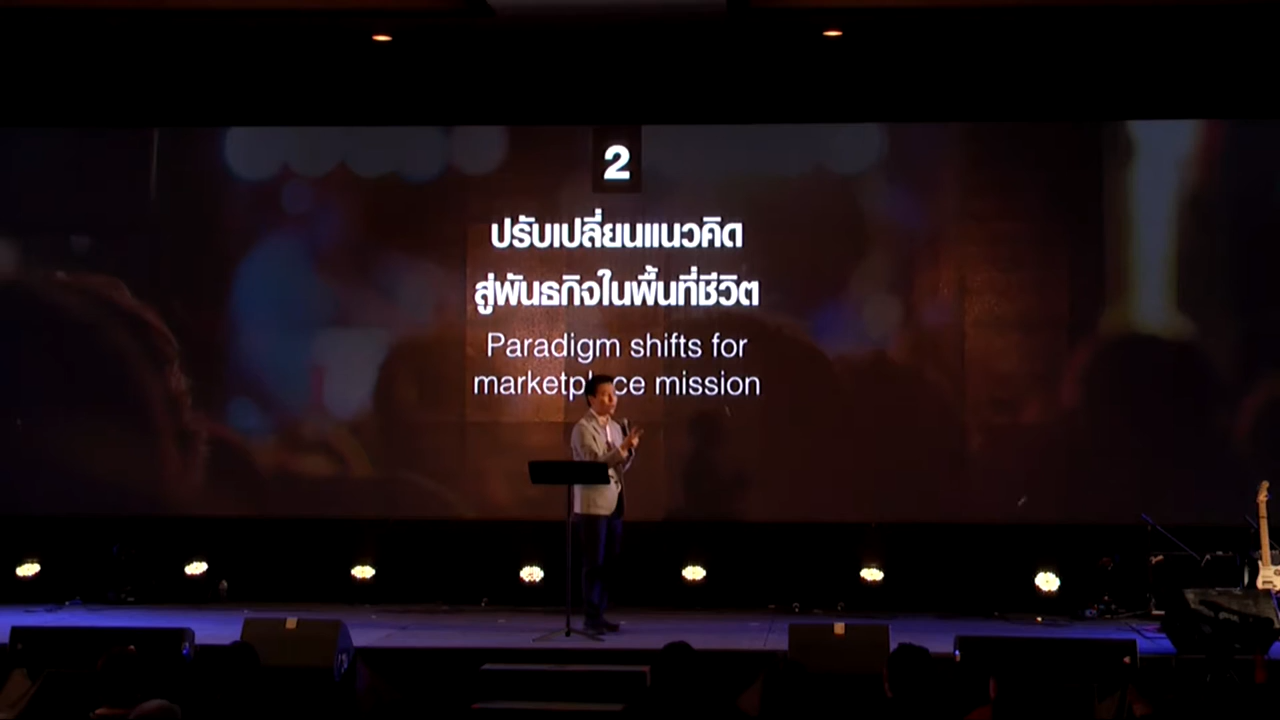 2
ปรับเปลี่ยนแนวคิด
สู่พันธกิจในพื้นที่ชีวิต
Paradigm shifts for
mission